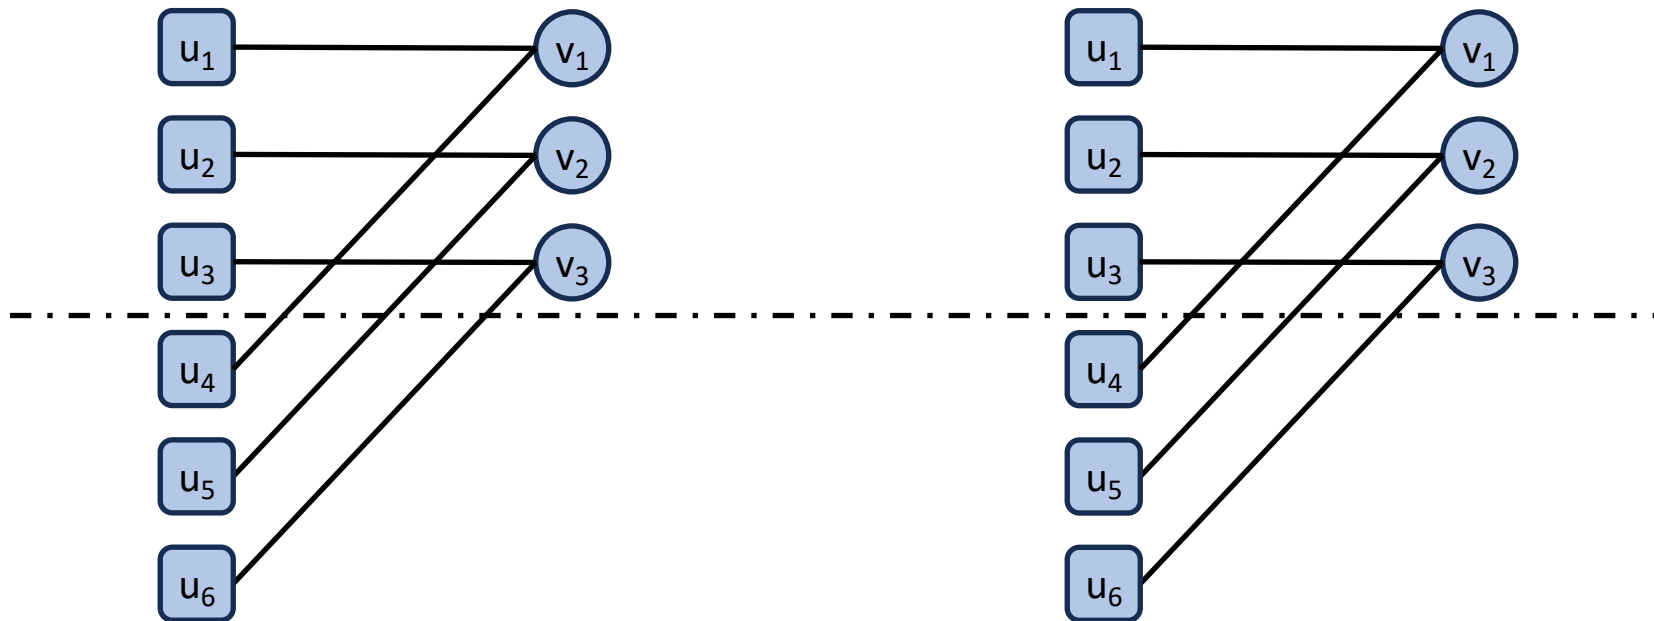 u₁ v₁ u₁ v₁
u₂ v₂ u₂ v₂
u₃ v₃ u₃ v₃
u₄ u₄
u₅ u₅
u₆ u₆